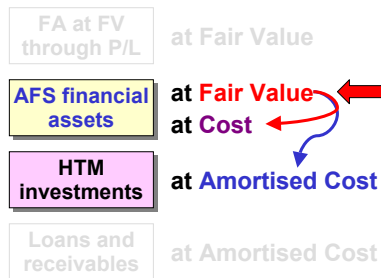 FA at FV
through P/L
at Fair Value
AFS financial
assets
at Fair Value
at Cost
HTM
investments
at Amortised Cost
Loans and
receivables
at Amortised Cost